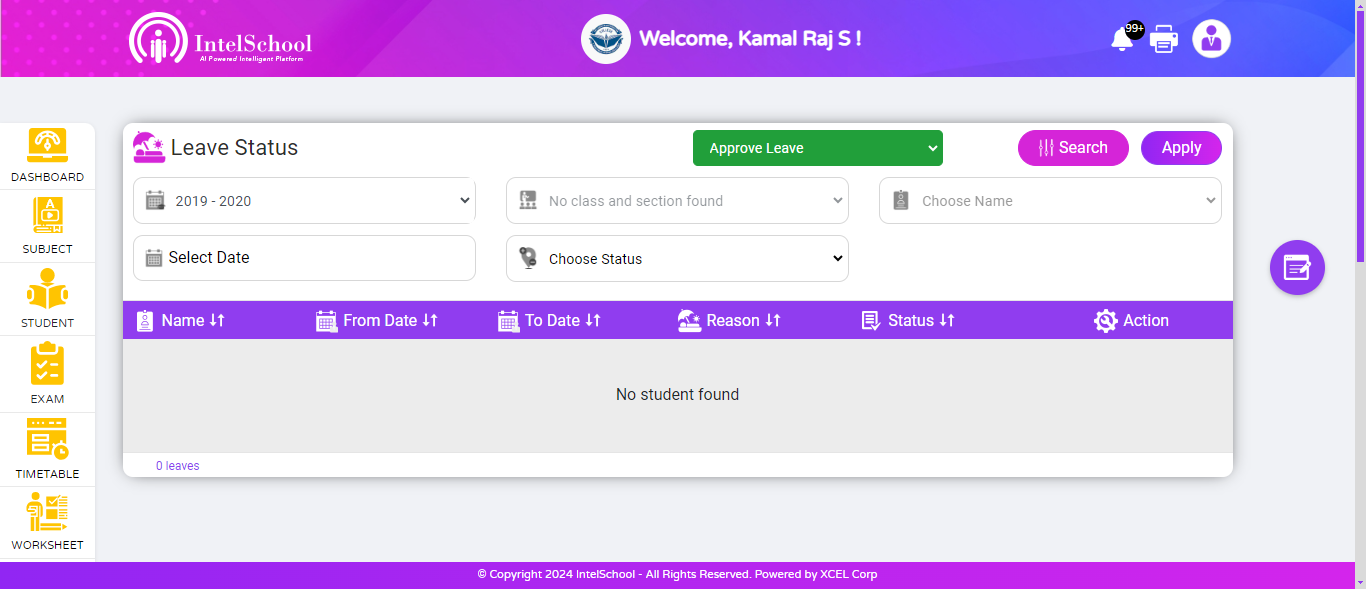 IntelSchool
AI Powered Intelligent Platform
Welcome, Kamal Raj S !
99+
DASHBOARD
SUBJECT
STUDENT
EXAM
TIMETABLE
WORKSHEET
Leave Status
Approve Leave
Search
Apply
2019 - 2020
No class and section found
Choose Name
Select Date
Choose Status
Name
From Date
To Date
Reason
Status
Action
No student found
0 leaves
© Copyright 2024 IntelSchool - All Rights Reserved. Powered by XCEL Corp